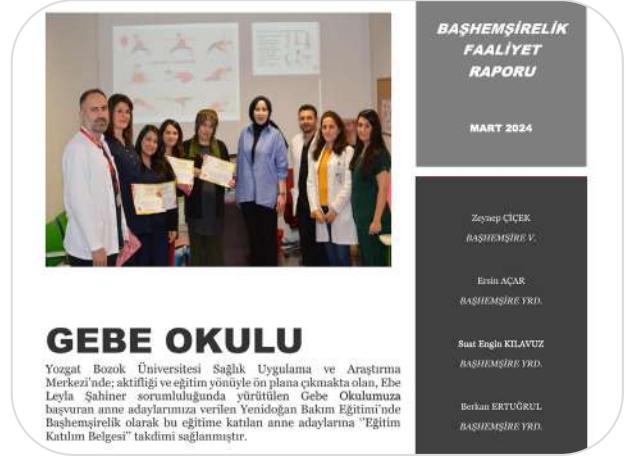 BAŞHEMŞİRELİK
FAALİYET
RAPORU
MART 2024
Zeynep ÇİÇEK
BAŞHEMŞİRE V.
Ersin AÇAR
BAŞHEMŞİRE YRD.
Suat Engin KILAVUZ
BAŞHEMŞİRE YRD.
Berkan ERTUĞRUL
BAŞHEMŞİRE YRD.
GEBE OKULU
Yozgat Bozok Üniversitesi Sağlık Uygulama ve Araştırma
Merkezi'nde; aktifliği ve eğitim yönüyle ön plana çıkmakta olan, Ebe
Leyla Şahiner sorumluluğunda yürütülen Gebe Okulumuza
başvuran anne adaylarımıza verilen Yenidoğan Bakım Eğitimi'nde
Başhemşirelik olarak bu eğitime katılan anne adaylarına ''Eğitim
Katılım Belgesi'' takdimi sağlanmıştır.